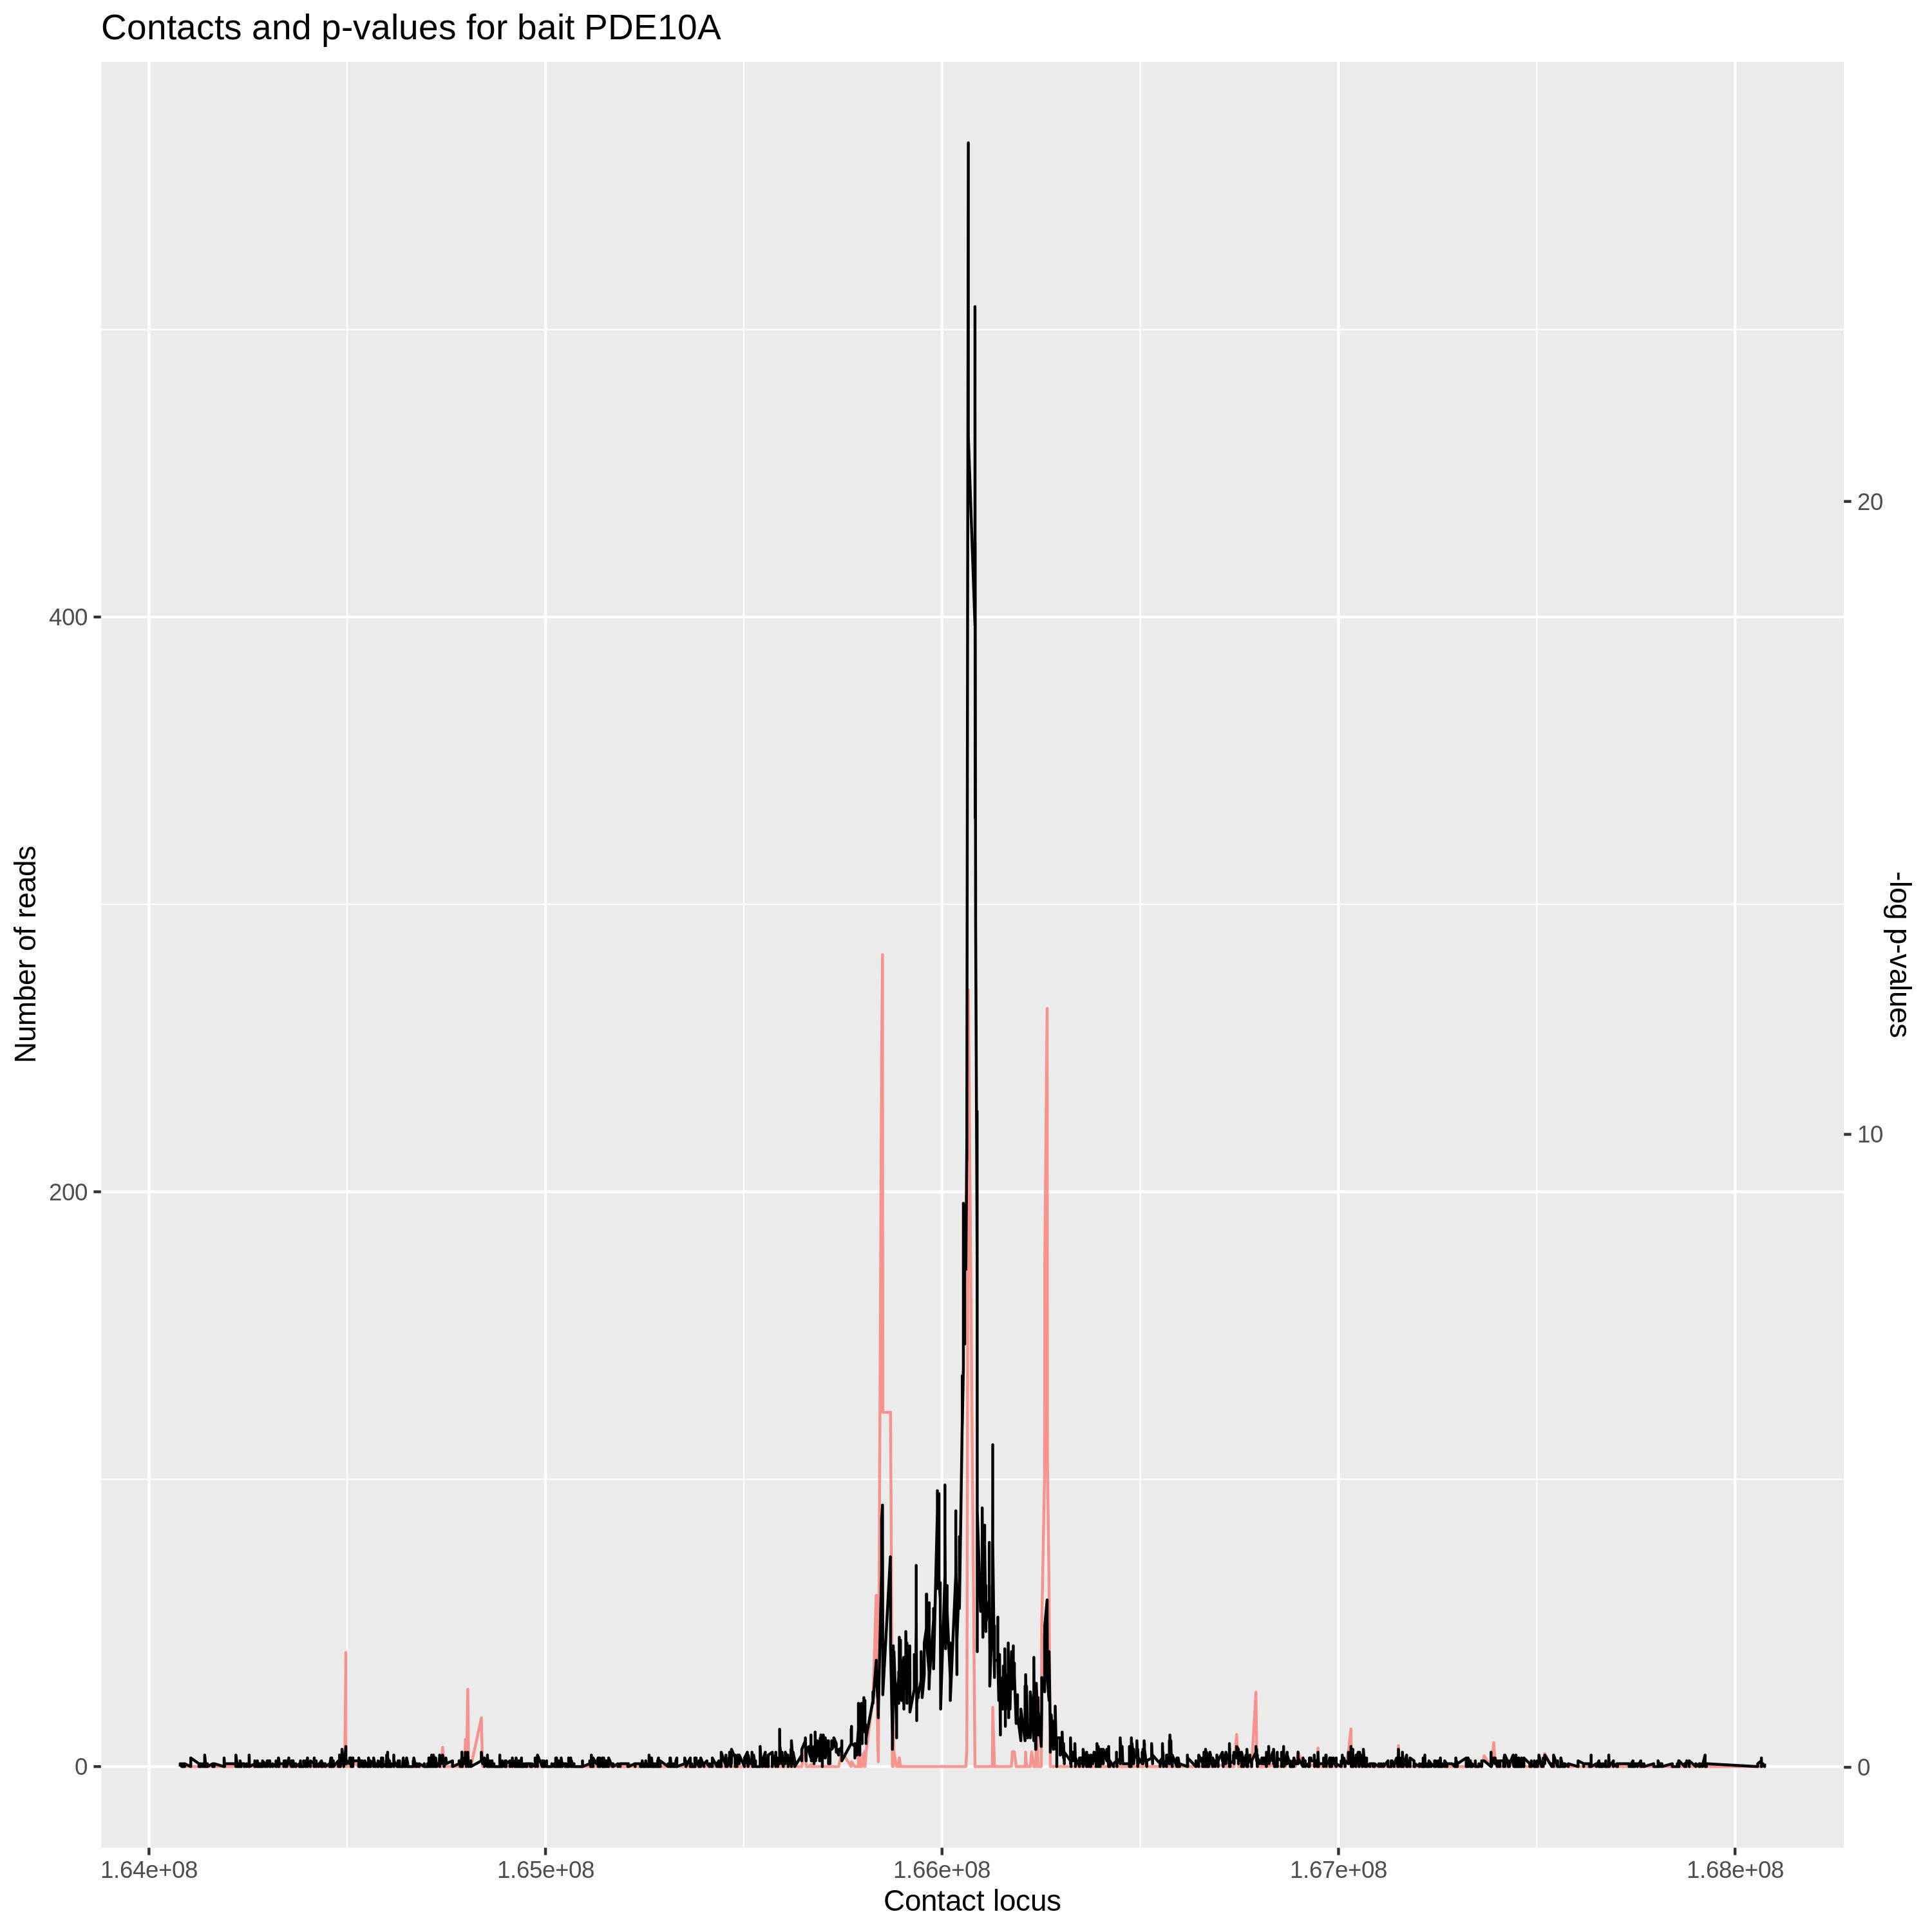 Contacts and p-values for bait PDE10A
Number of reads
400
200
0
20
10
0
-log p-values
1.64e+08 1.65e+08 1.66e+08 1.67e+08 1.68e+08
Contact locus